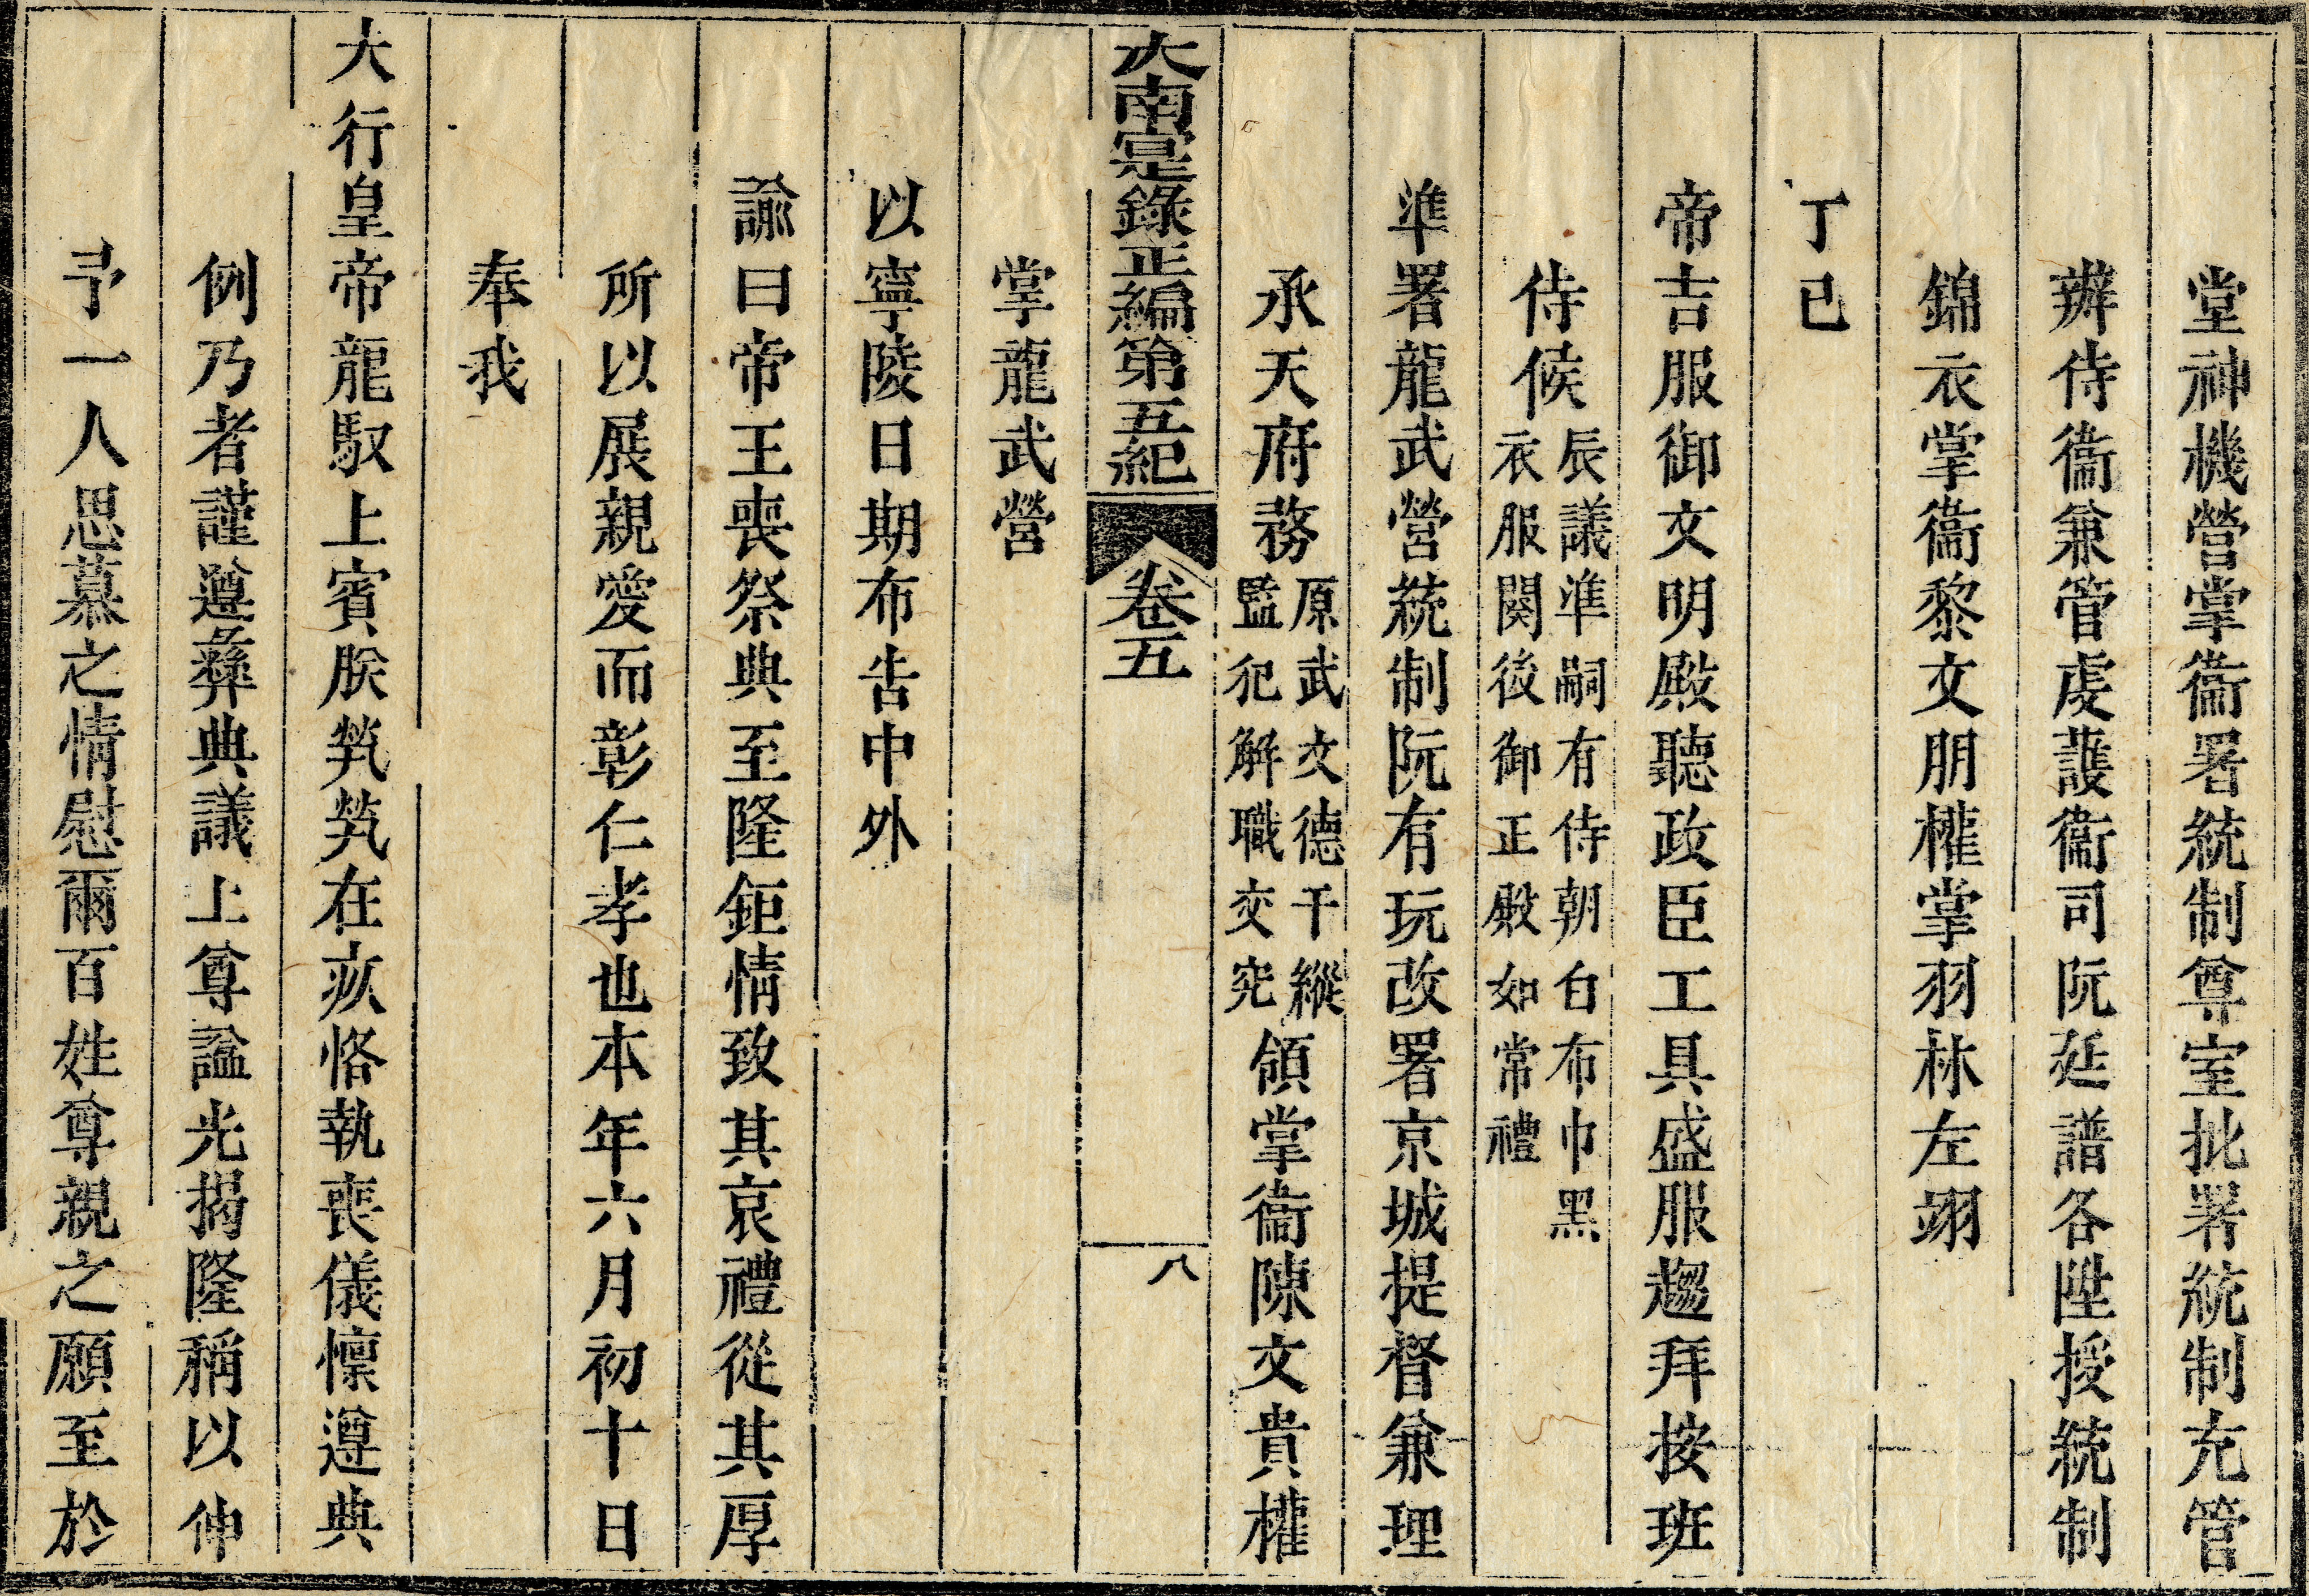 堂神機營掌衞署統制尊室批署統制充管
辦侍衞兼管虔護衞司阮廷譜各陞授統制
錦衣掌衞黎文朋權掌羽林左翊
丁已
帝吉服御文明殿聽政臣工具盛服趨拜按班
侍候辰議準嗣有侍朝白布巾黑
衣服関後御正殿如常禮
準署龍武營統制阮有玩改署京城提督兼理
承天府務原武文德干縱
監犯解職交究領掌衞陳文貴權
大南寔錄正編第五紀 卷五 八
掌龍武營
以寧陵日期布告中外
諭曰帝王喪祭典至隆鉅情致其哀禮從其厚
所以展親愛而彰仁孝也本年六月初十日
奉我
大行皇帝龍馭上賓朕煢煢在疚恪執喪儀懍遵典
例乃者謹遵彝典議上尊謚光揭隆稱以伸
予一人思慕之情慰爾百姓尊親之願至於